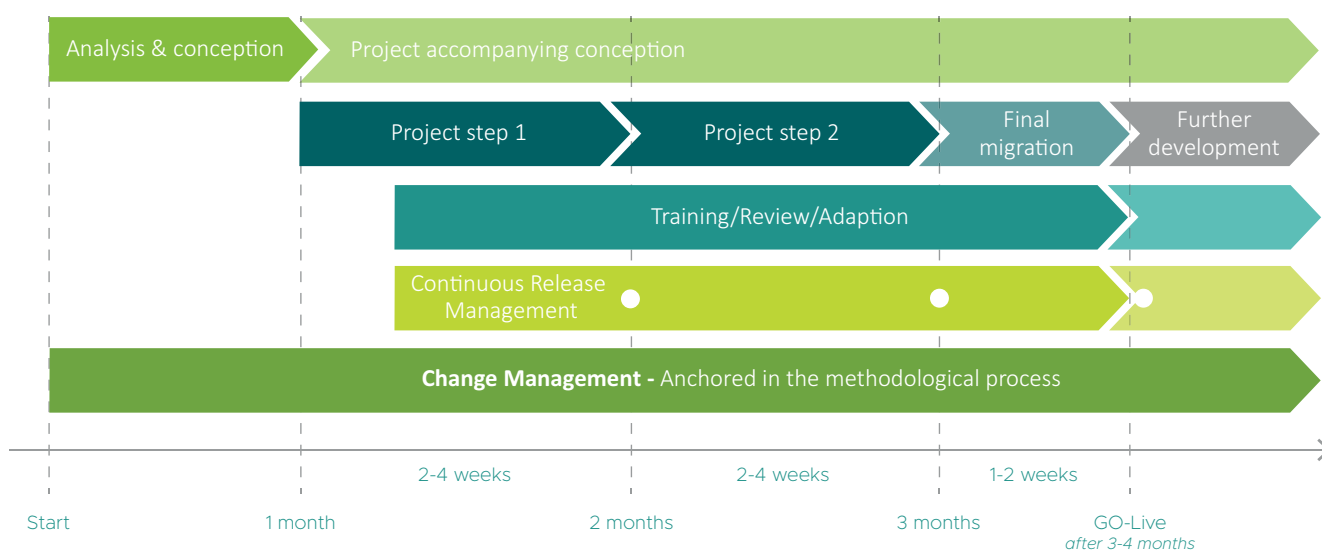 Analysis & conception
Project accompanying conception
Project step 1
Project step 2
Final
migration
Further
development
Training/Review/Adaption
Continuous Release
Management
Change Management - Anchored in the methodological process
2-4 weeks
2-4 weeks
1-2 weeks
Start
1 month
2 months
3 months
GO-Live
after 3-4 months